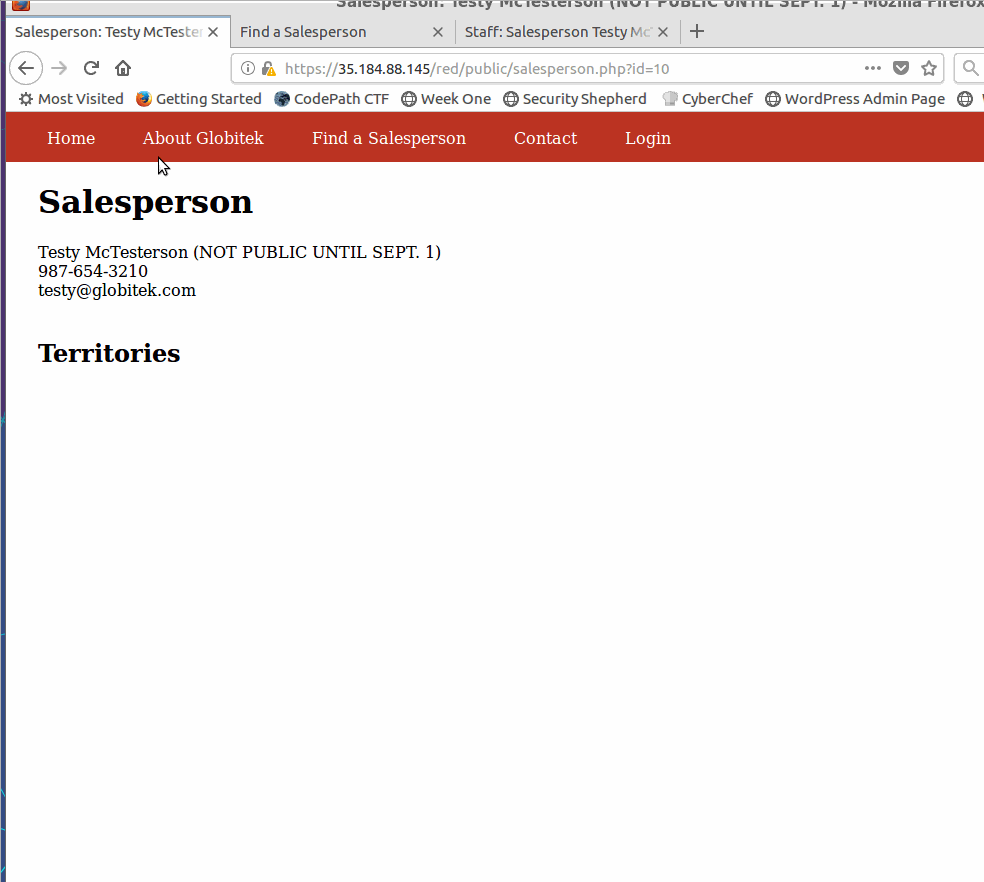 Salesperson: Testy McTesterson (NOT PUBLIC UNTIL SEPT. 1) - Mozilla Firefox
Salesperson: Testy McTester
Find a Salesperson
Staff: Salesperson Testy Mc
https://35.184.88.145/red/public/salesperson.php?id=10
Most Visited Getting Started CodePath CTF Week One Security Shepherd CyberChef WordPress Admin Page
Home About Globitek Find a Salesperson Contact Login
Salesperson
Testy McTesterson (NOT PUBLIC UNTIL SEPT. 1)
987-654-3210
testy@globitek.com
Territories